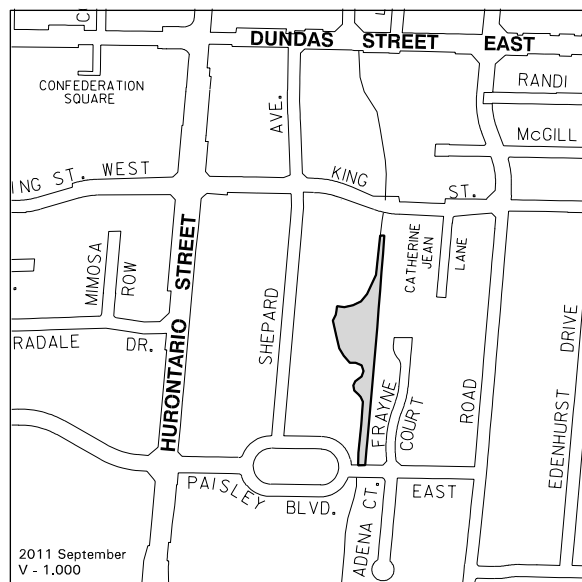 DUNDAS STREET EAST
CONFEDERATION
SQUARE
AVE.
RANDI
McGILL
ING ST. WEST
KING ST.
MIMOSA
ROW
HURONTARIO STREET
SHEPARD
CATHERINE
JEAN
LANE
RADALE DR.
FRAYNE
COURT
ROAD
EDENHURST DRIVE
PAISLEY BLVD. EAST
ADENA CT.
2011 September
V - 1.000